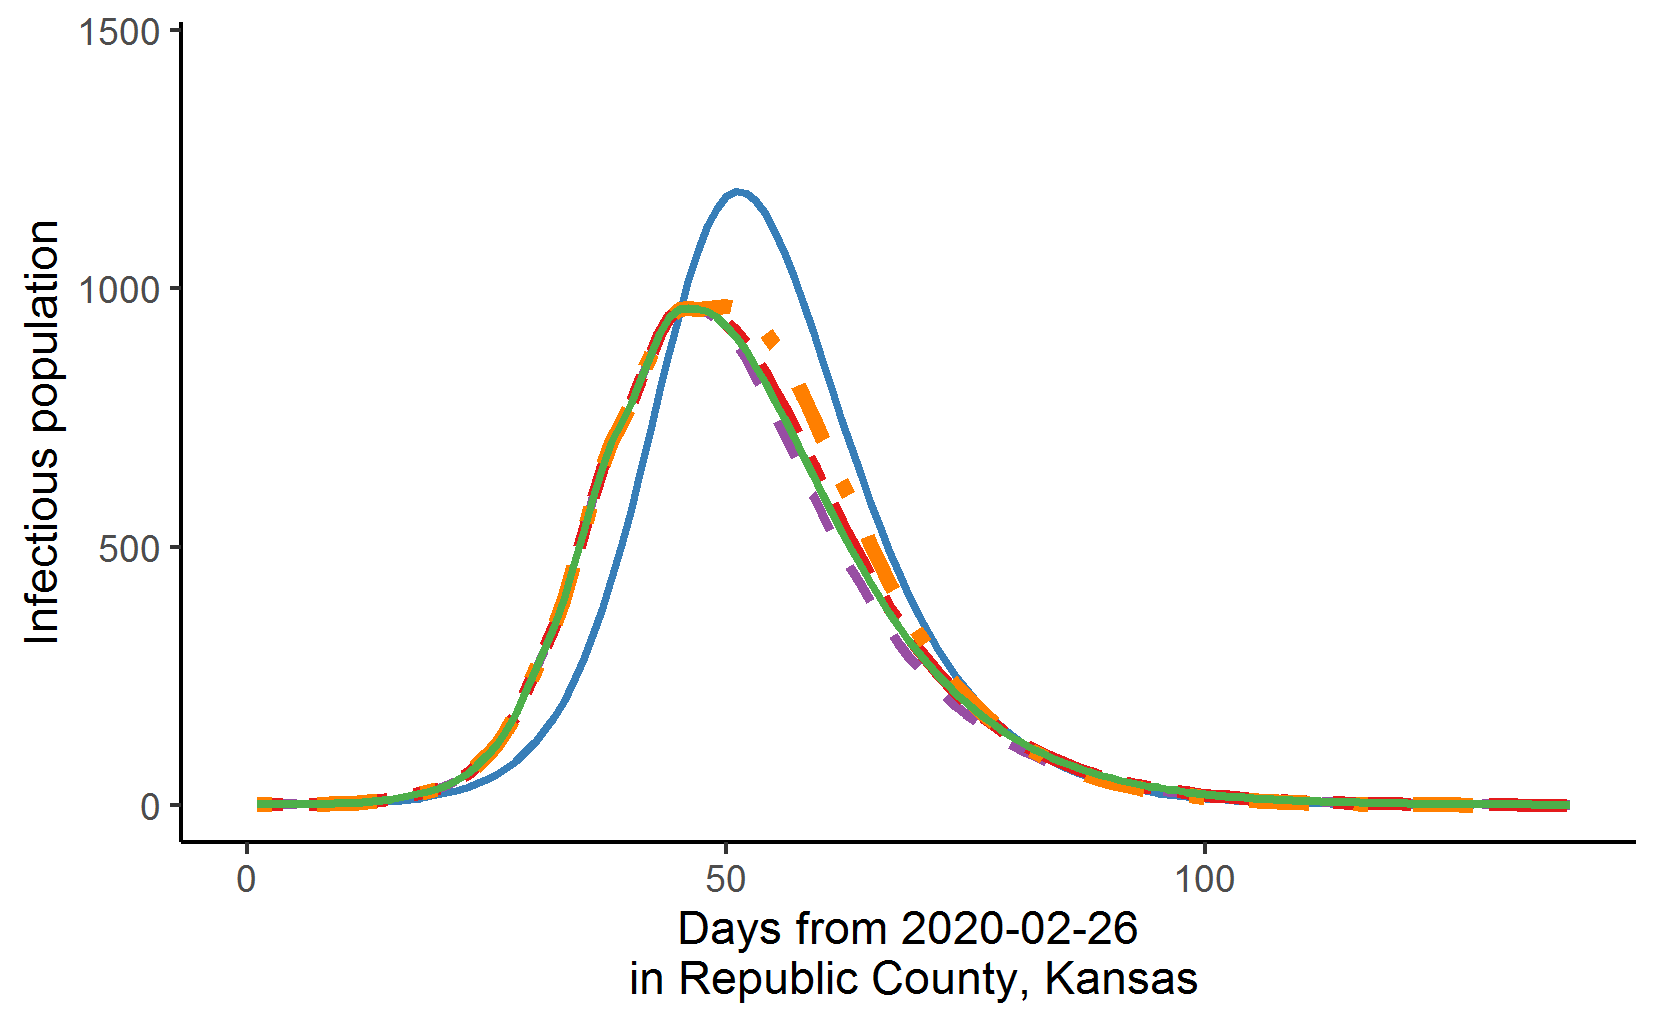 1500
1000
500
0
Infectious population
0 50 100
Days from 2020-02-26
in Republic County, Kansas